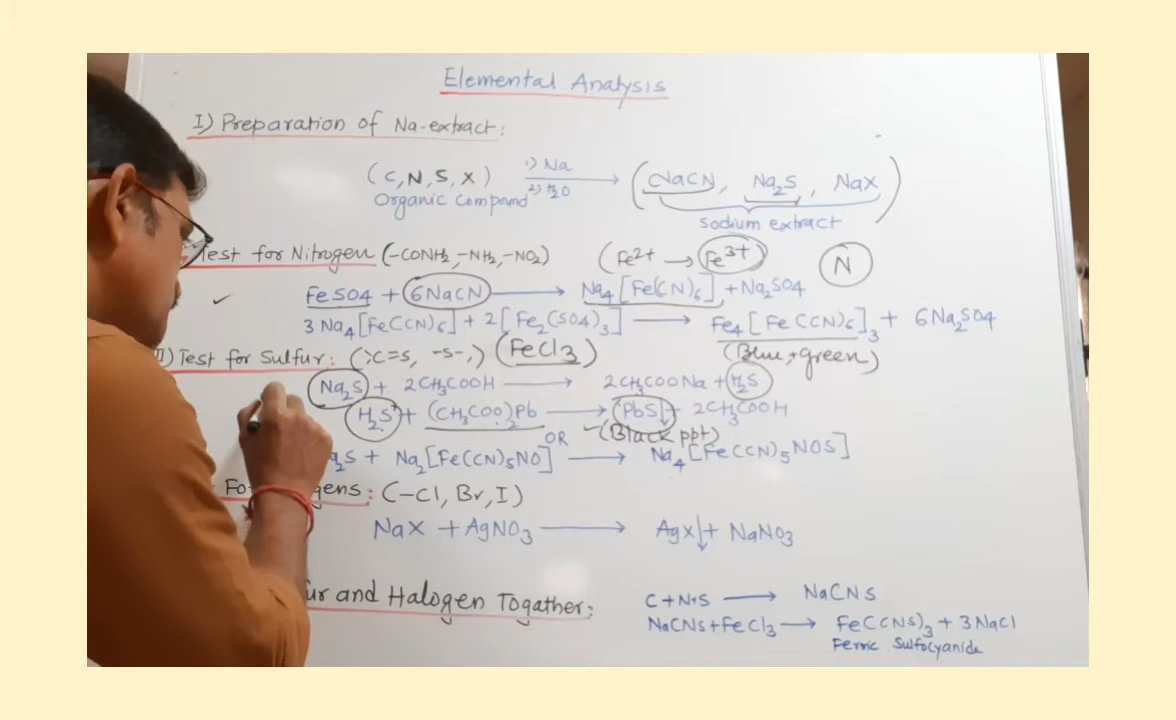 Elemental Analysis
I) Preparation of Na-extract:
(C, N, S, X) 1) Na 2) H2O ⟶ (NaCN, Na2S, NaX)
Organic Compound sodium extract
Test for Nitrogen (-CONH2, -NH2, -NO2) (Fe2+ ⟶ Fe3+) N
✓ FeSO4 + 6NaCN ⟶ Na4[Fe(CN)6] + Na2SO4
3 Na4[Fe(CN)6] + 2[Fe2(SO4)3] ⟶ Fe4[Fe(CN)6]3 + 6Na2SO4
II) Test for Sulfur: (>C=S, -S-,) (FeCl3) (Blue + green)
Na2S + 2CH3COOH ⟶ 2CH3COONa + H2S
H2S + (CH3COO)2Pb ⟶ PbS↓ + 2CH3COOH
OR (Black ppt)
2S + Na2[Fe(CN)5NO] ⟶ Na4[Fe(CN)5NOS]
Fo gens: (-Cl, Br, I)
NaX + AgNO3 ⟶ AgX↓ + NaNO3
ur and Halogen Togather: C+N+S ⟶ NaCNS
NaCNS + FeCl3 ⟶ Fe(CNS)3 + 3NaCl
Ferric Sulfocyanide